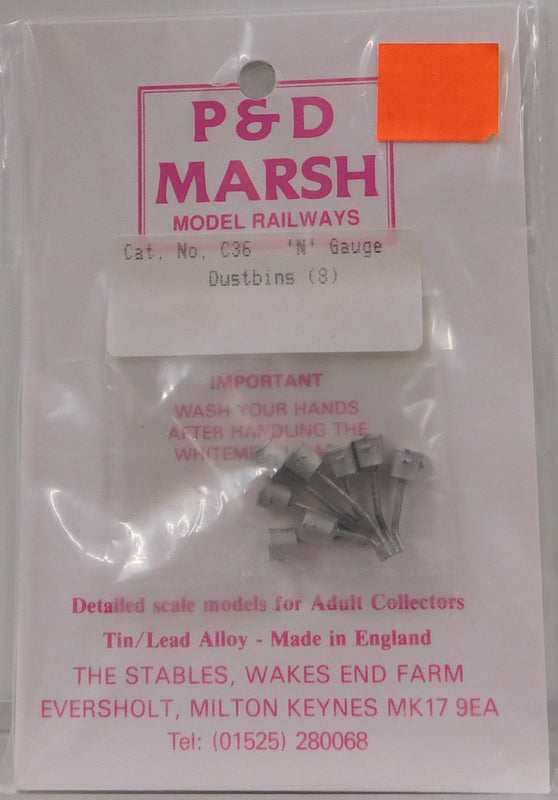 P&D
MARSH
MODEL RAILWAYS
Cat. No. C36 'N' Gauge
Dustbins (8)
IMPORTANT
WASH YOUR HANDS
AFTER HANDLING THE
Detailed scale models for Adult Collectors
Tin/Lead Alloy - Made in England
THE STABLES, WAKES END FARM
EVERSHOLT, MILTON KEYNES MK17 9EA
Tel: (01525) 280068